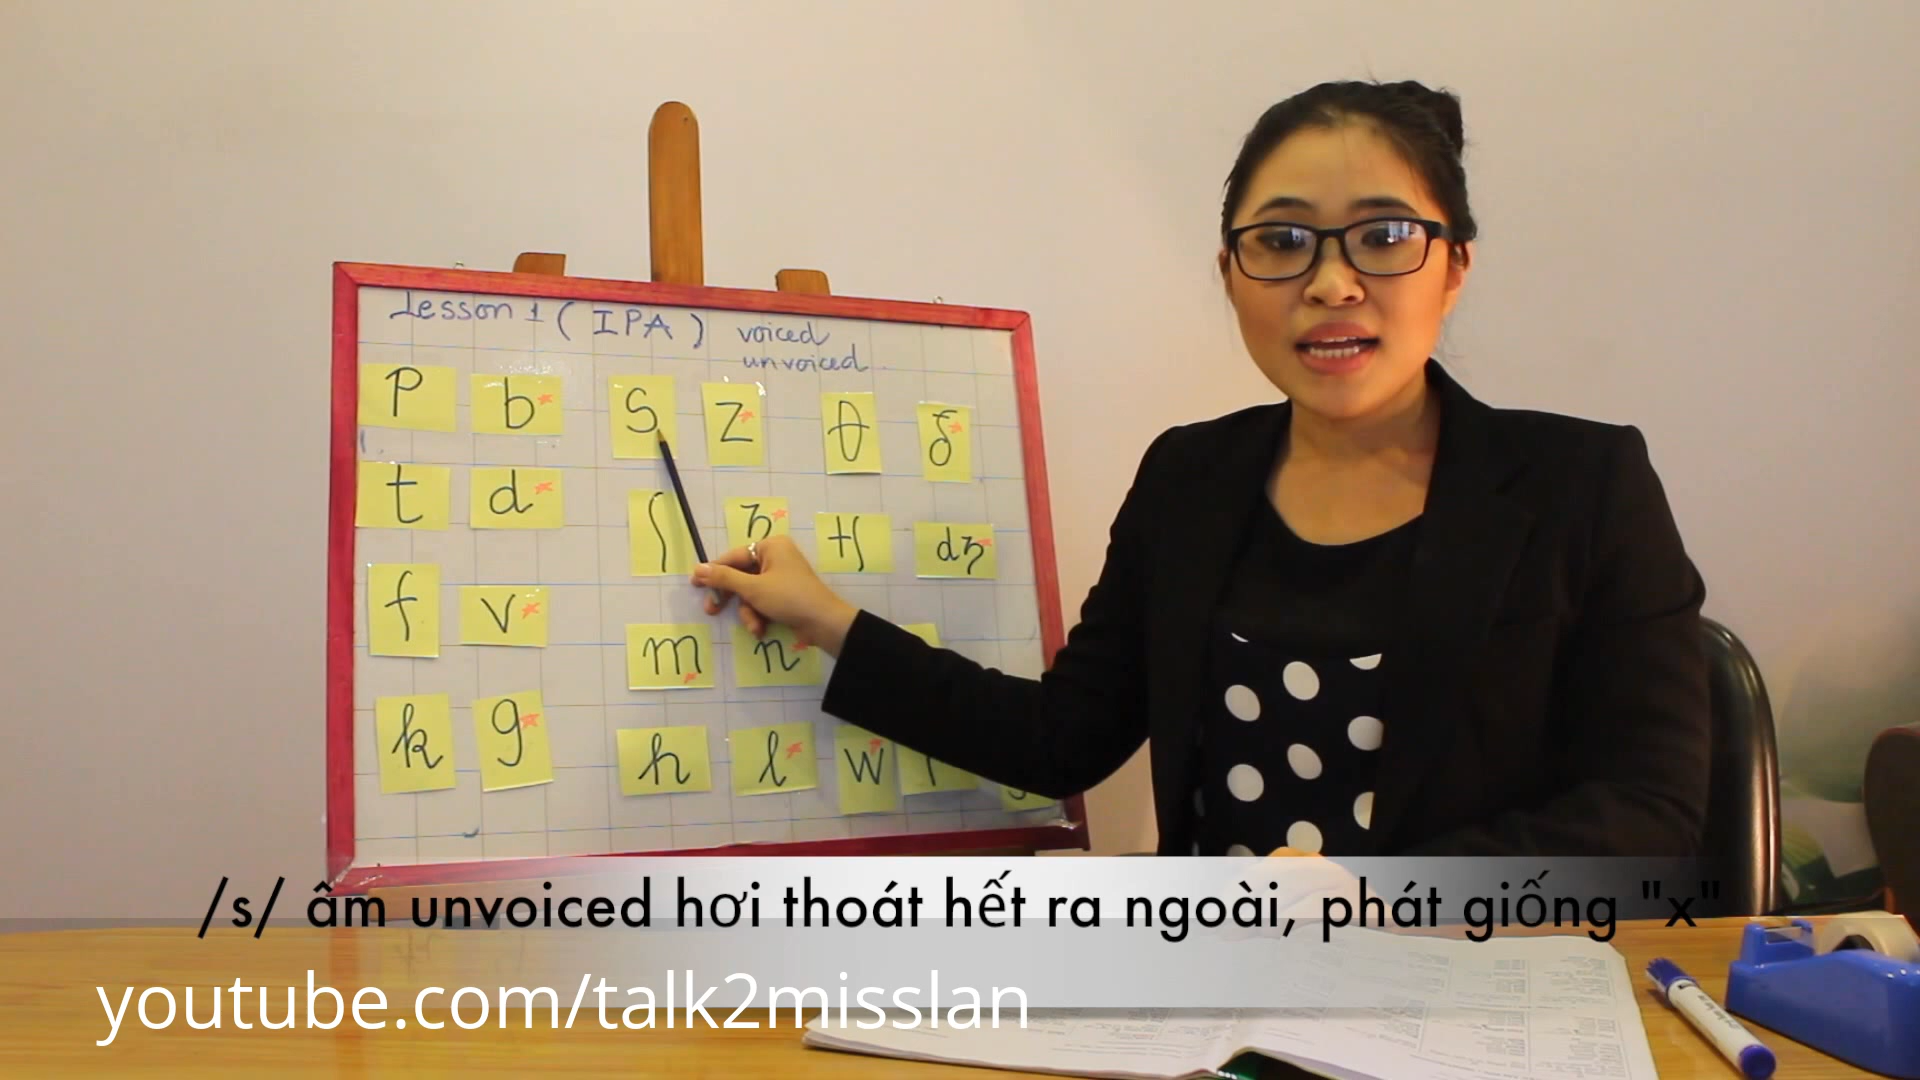 Lesson 1 (IPA) voiced
unvoiced
p b s z θ ð
t d ʃ ʒ tʃ dʒ
f v m n
k g h l w
/s/ âm unvoiced hơi thoát hết ra ngoài, phát giống "x"
youtube.com/talk2misslan